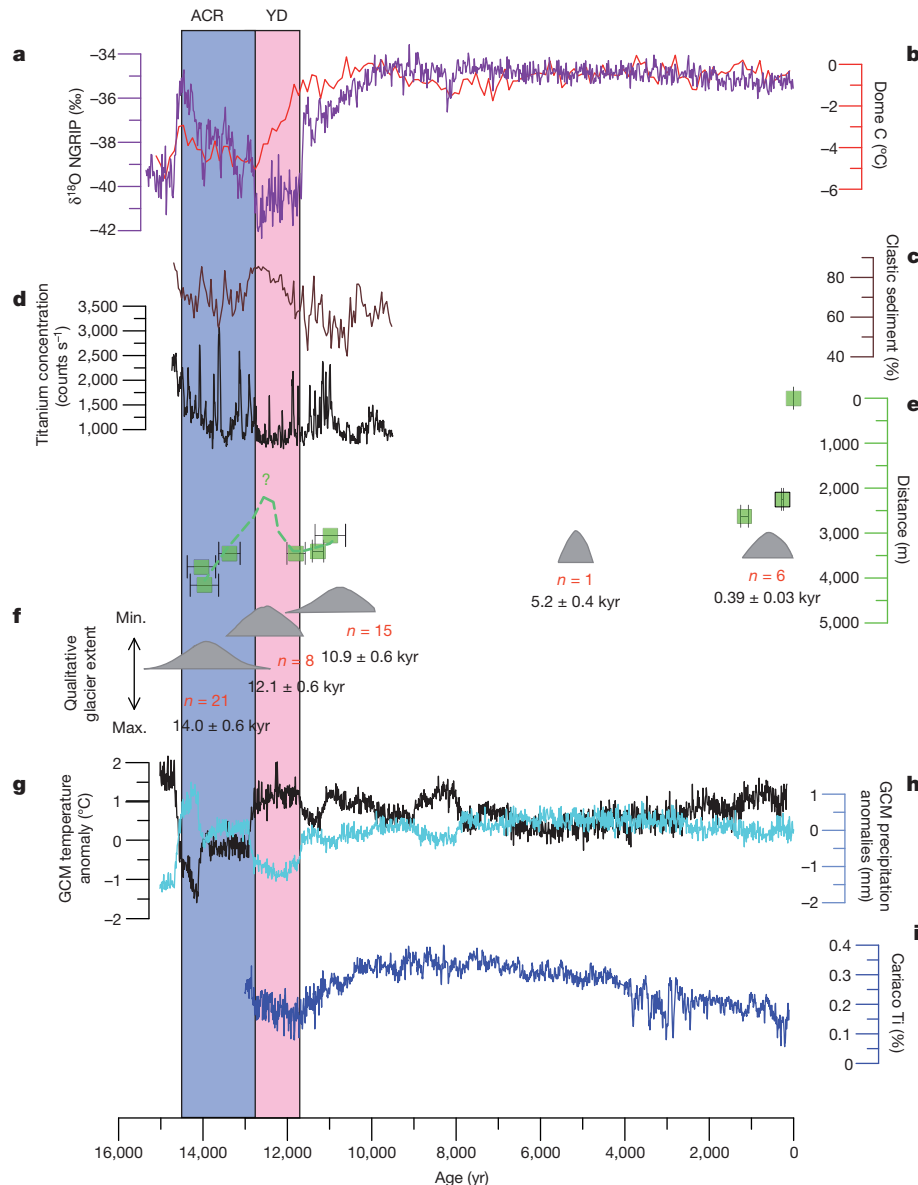 ACR
YD
a
−34
−36
−38
−40
−42
δ18O NGRIP (‰)
b
0
−2
−4
−6
Dome C (°C)
c
80
60
40
Clastic sediment (%)
d
3,500
3,000
2,500
2,000
1,500
1,000
Titanium concentration
(counts s−1)
e
0
1,000
2,000
3,000
4,000
5,000
Distance (m)
?
f
Min.
Max.
Qualitative
glacier extent
n = 21
14.0 ± 0.6 kyr
n = 8
12.1 ± 0.6 kyr
n = 15
10.9 ± 0.6 kyr
n = 1
5.2 ± 0.4 kyr
n = 6
0.39 ± 0.03 kyr
g
2
1
0
−1
−2
GCM temperature
anomaly (°C)
h
1
0
−1
−2
GCM precipitation
anomalies (mm)
i
0.4
0.3
0.2
0.1
0
Cariaco Ti (%)
16,000
14,000
12,000
10,000
8,000
6,000
4,000
2,000
0
Age (yr)